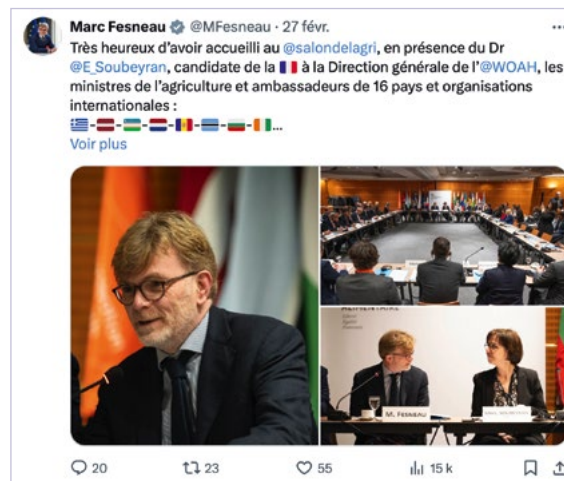 Marc Fesneau @MFesneau · 27 févr.
Très heureux d'avoir accueilli au @salondelagri, en présence du Dr
@E_Soubeyran, candidate de la 🇫🇷 à la Direction générale de l'@WOAH, les
ministres de l'agriculture et ambassadeurs de 16 pays et organisations
internationales :
🇬🇷-🇱🇻-🇺🇿-🇳🇱-🇲🇩-🇧🇼-🇧🇬-🇨🇮...
Voir plus
M. FESNEAU
20 23 55 15 k